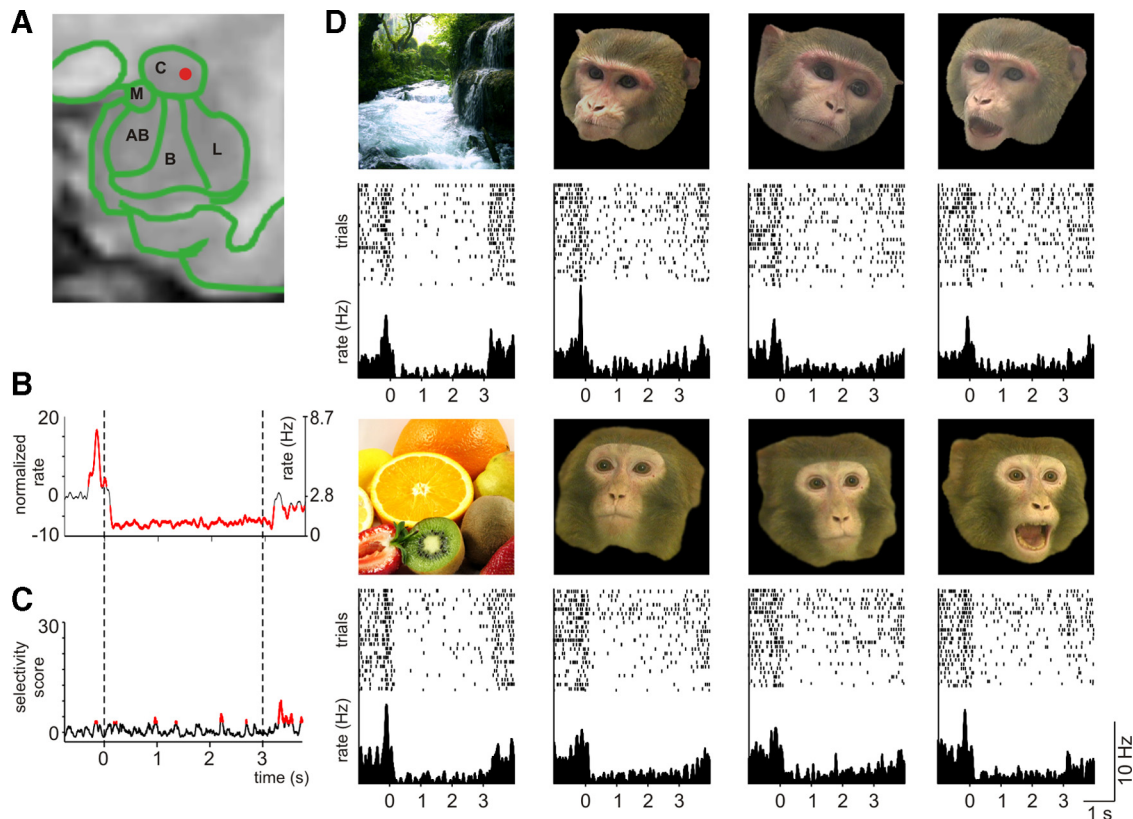 A
C
M
AB
B
L
B
20
0
-10
normalized
rate
8.7
2.8
0
rate (Hz)
C
30
0
selectivity
score
0 1 2 3
time (s)
D
trials
rate (Hz)
0 1 2 3
0 1 2 3
0 1 2 3
0 1 2 3
trials
rate (Hz)
0 1 2 3
0 1 2 3
0 1 2 3
0 1 2 3
10 Hz
1 s